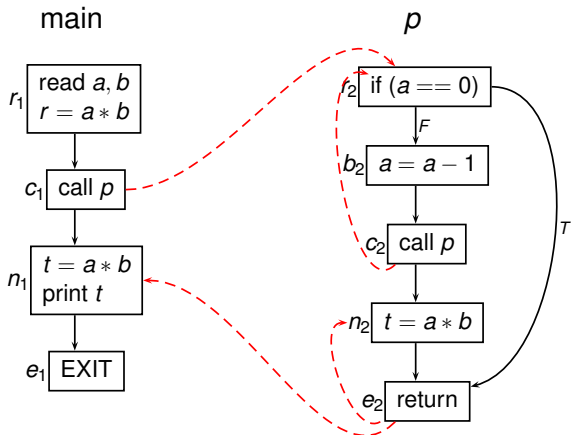 main
r₁
read a, b
r = a * b
c₁
call p
n₁
t = a * b
print t
e₁
EXIT
p
r₂
if (a == 0)
F
b₂
a = a − 1
c₂
call p
T
n₂
t = a * b
e₂
return